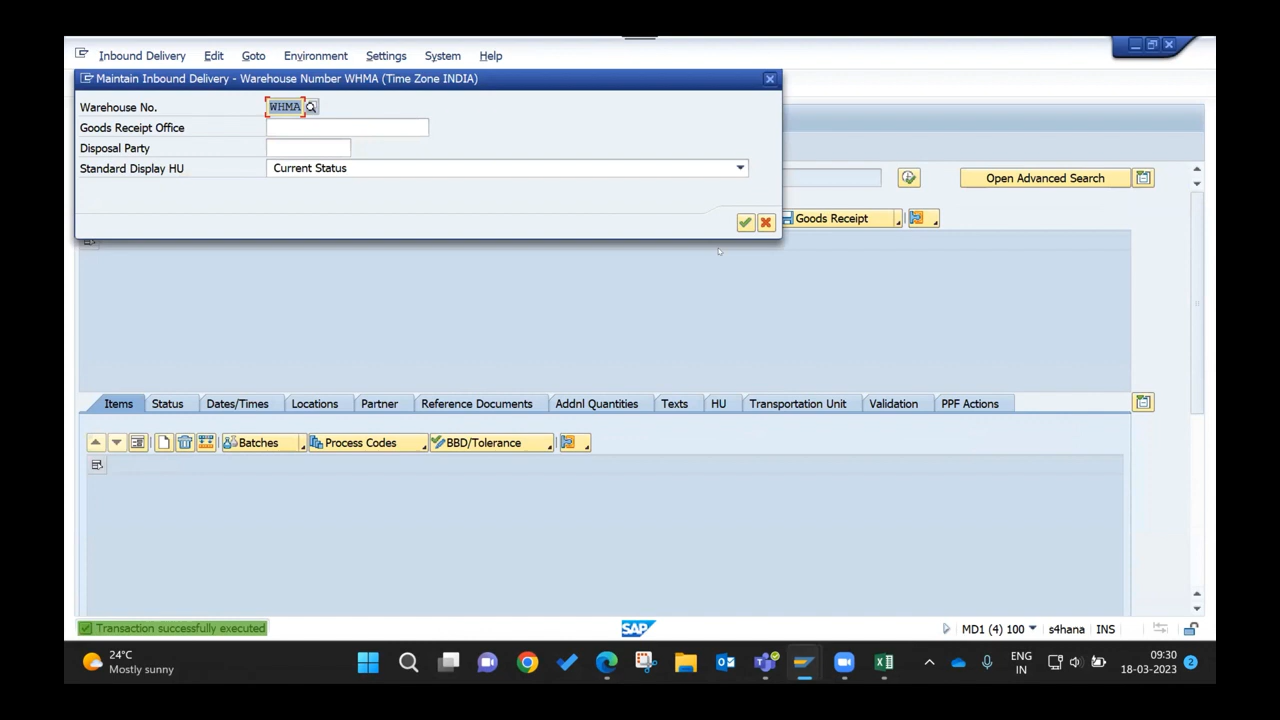 Inbound Delivery Edit Goto Environment Settings System Help
Maintain Inbound Delivery - Warehouse Number WHMA (Time Zone INDIA)
Warehouse No. WHMA
Goods Receipt Office
Disposal Party
Standard Display HU Current Status
Open Advanced Search
Goods Receipt
Items Status Dates/Times Locations Partner Reference Documents Addnl Quantities Texts HU Transportation Unit Validation PPF Actions
Batches Process Codes BBD/Tolerance
Transaction successfully executed SAP MD1 (4) 100 s4hana INS
24°C ENG 09:30
Mostly sunny IN 18-03-2023 2